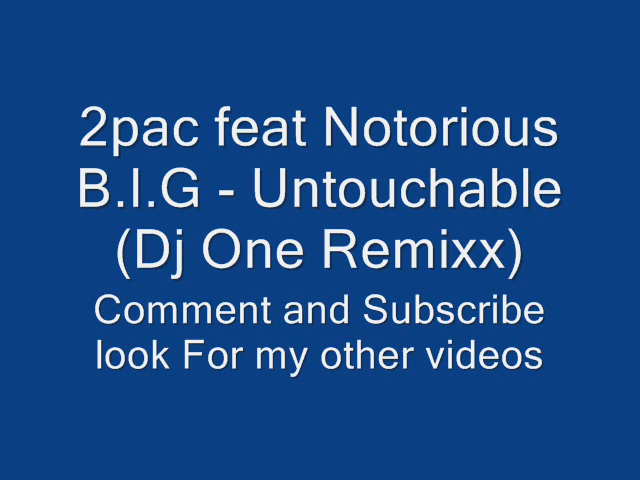 2pac feat Notorious
B.I.G - Untouchable
(Dj One Remixx)
Comment and Subscribe
look For my other videos